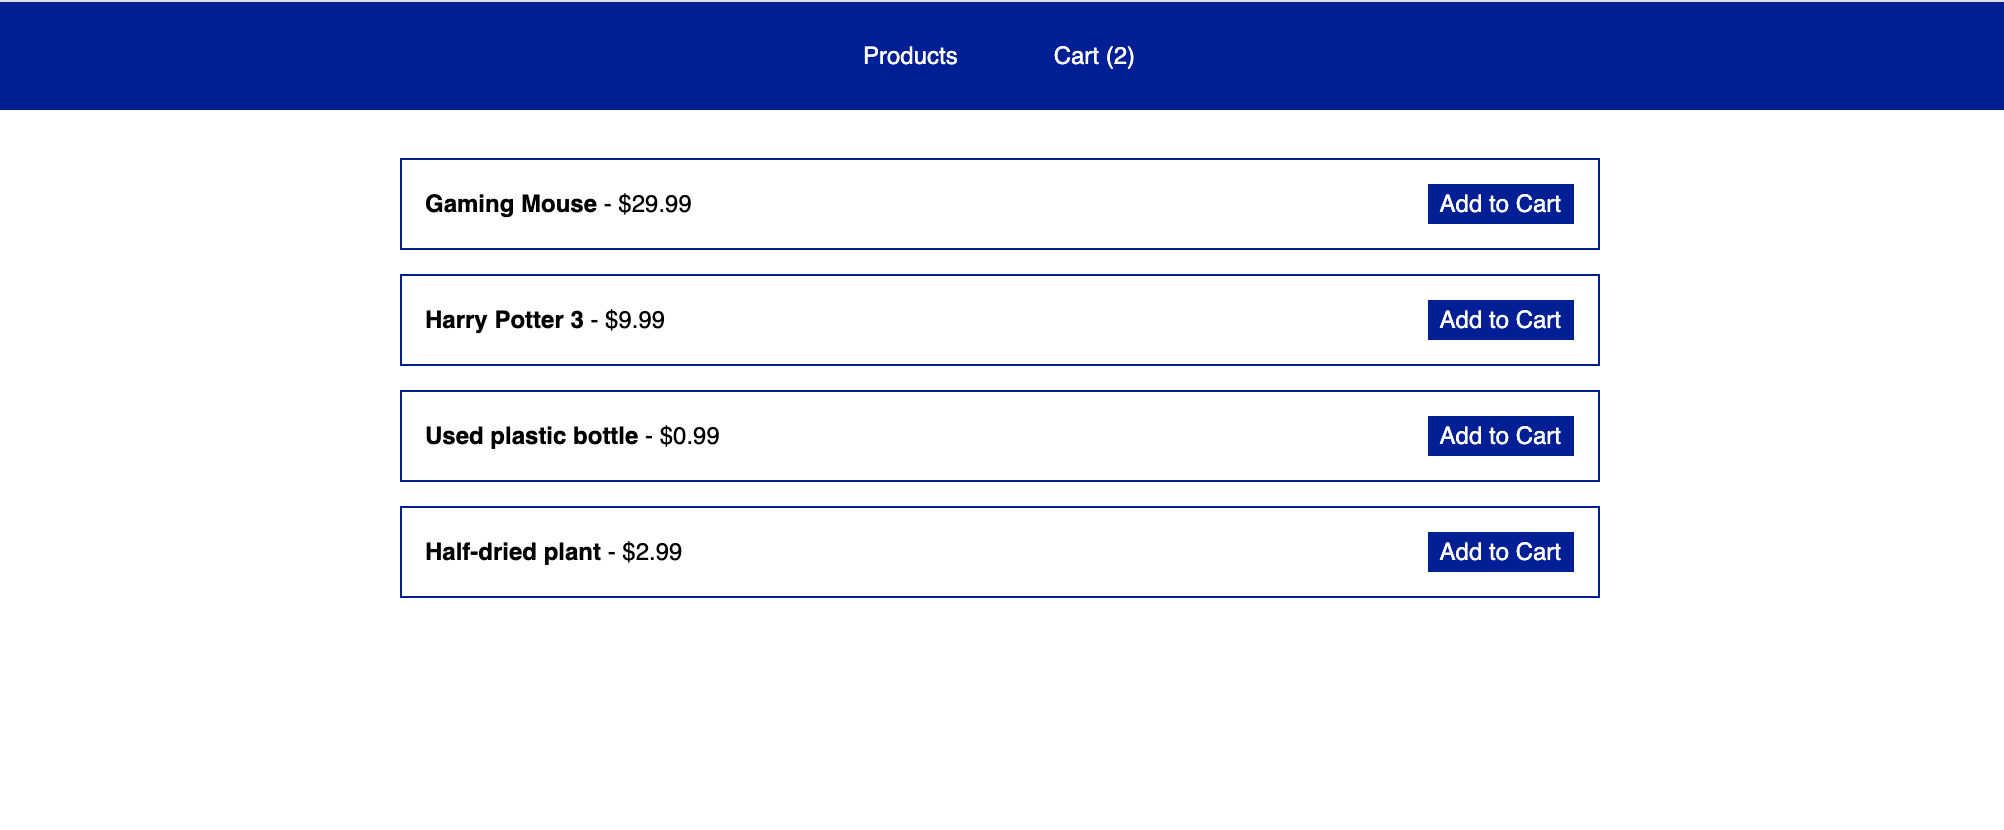 Products Cart (2)
Gaming Mouse - $29.99 Add to Cart
Harry Potter 3 - $9.99 Add to Cart
Used plastic bottle - $0.99 Add to Cart
Half-dried plant - $2.99 Add to Cart